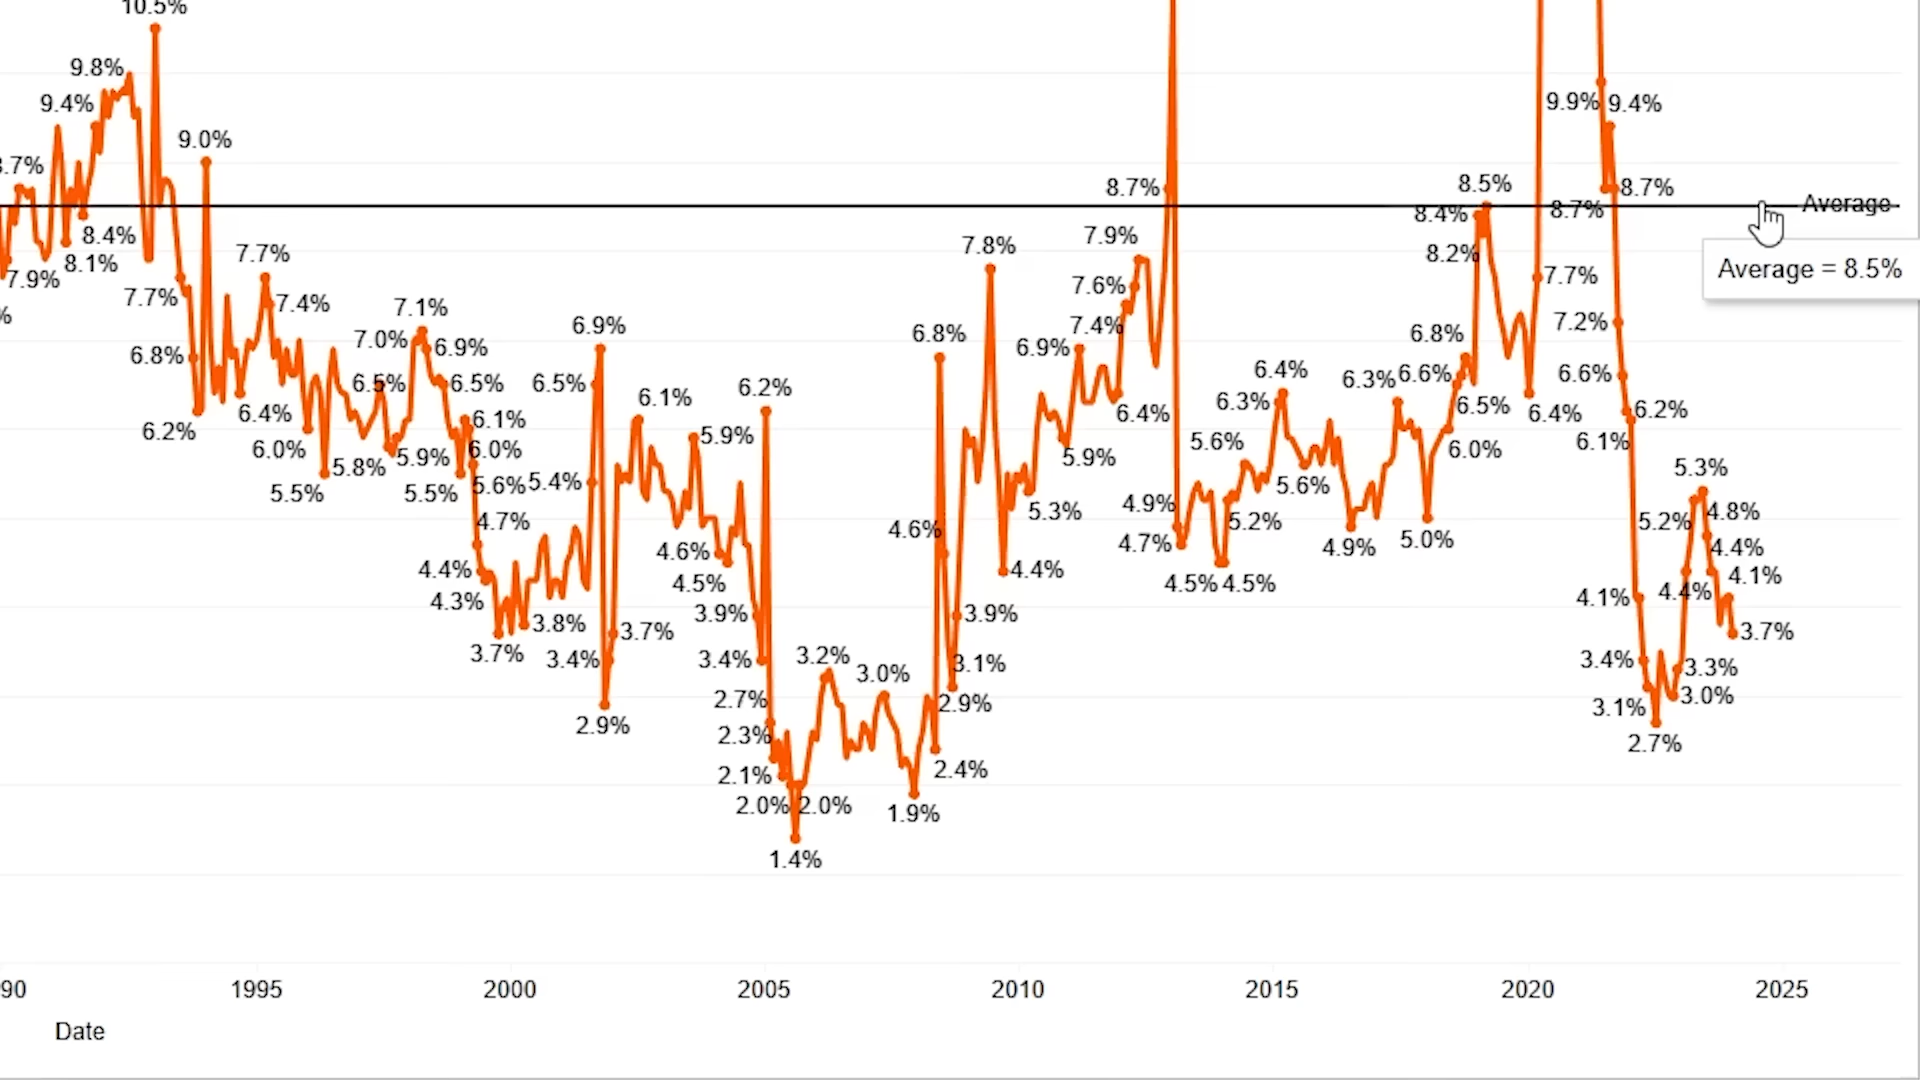 10.5%
9.8%
9.4%
9.9% 9.4%
9.0%
.7%
8.7% 8.5% 8.7%
Average
8.4% 8.7%
8.4% 7.9%
7.7% 7.8% 8.2%
8.1%
Average = 8.5%
7.9% 7.7%
7.7% 7.4% 7.6%
7.1%
% 6.9% 7.4% 7.2%
7.0% 6.9% 6.8% 6.9% 6.8%
6.8% 6.4% 6.6% 6.6%
6.5% 6.5% 6.5% 6.2% 6.3%
6.1% 6.3% 6.5% 6.2%
6.4% 6.1% 6.4% 6.4%
6.2% 5.9% 5.6% 6.1%
6.0% 6.0% 5.9% 6.0%
5.8% 5.9% 5.3%
5.5% 5.5% 5.6% 5.4% 5.6%
4.9% 4.8%
4.7% 4.6% 5.3% 5.2% 5.2%
4.6% 4.7% 4.9% 5.0% 4.4%
4.4% 4.5% 4.4% 4.5% 4.5% 4.1%
4.3% 4.1% 4.4%
3.8% 3.9% 3.9%
3.7% 3.7% 3.7%
3.4% 3.4% 3.2% 3.1% 3.4% 3.3%
3.0% 3.0%
2.7% 2.9% 3.1%
2.9% 2.3% 2.7%
2.1% 2.4%
2.0% 2.0% 1.9%
1.4%
90 1995 2000 2005 2010 2015 2020 2025
Date